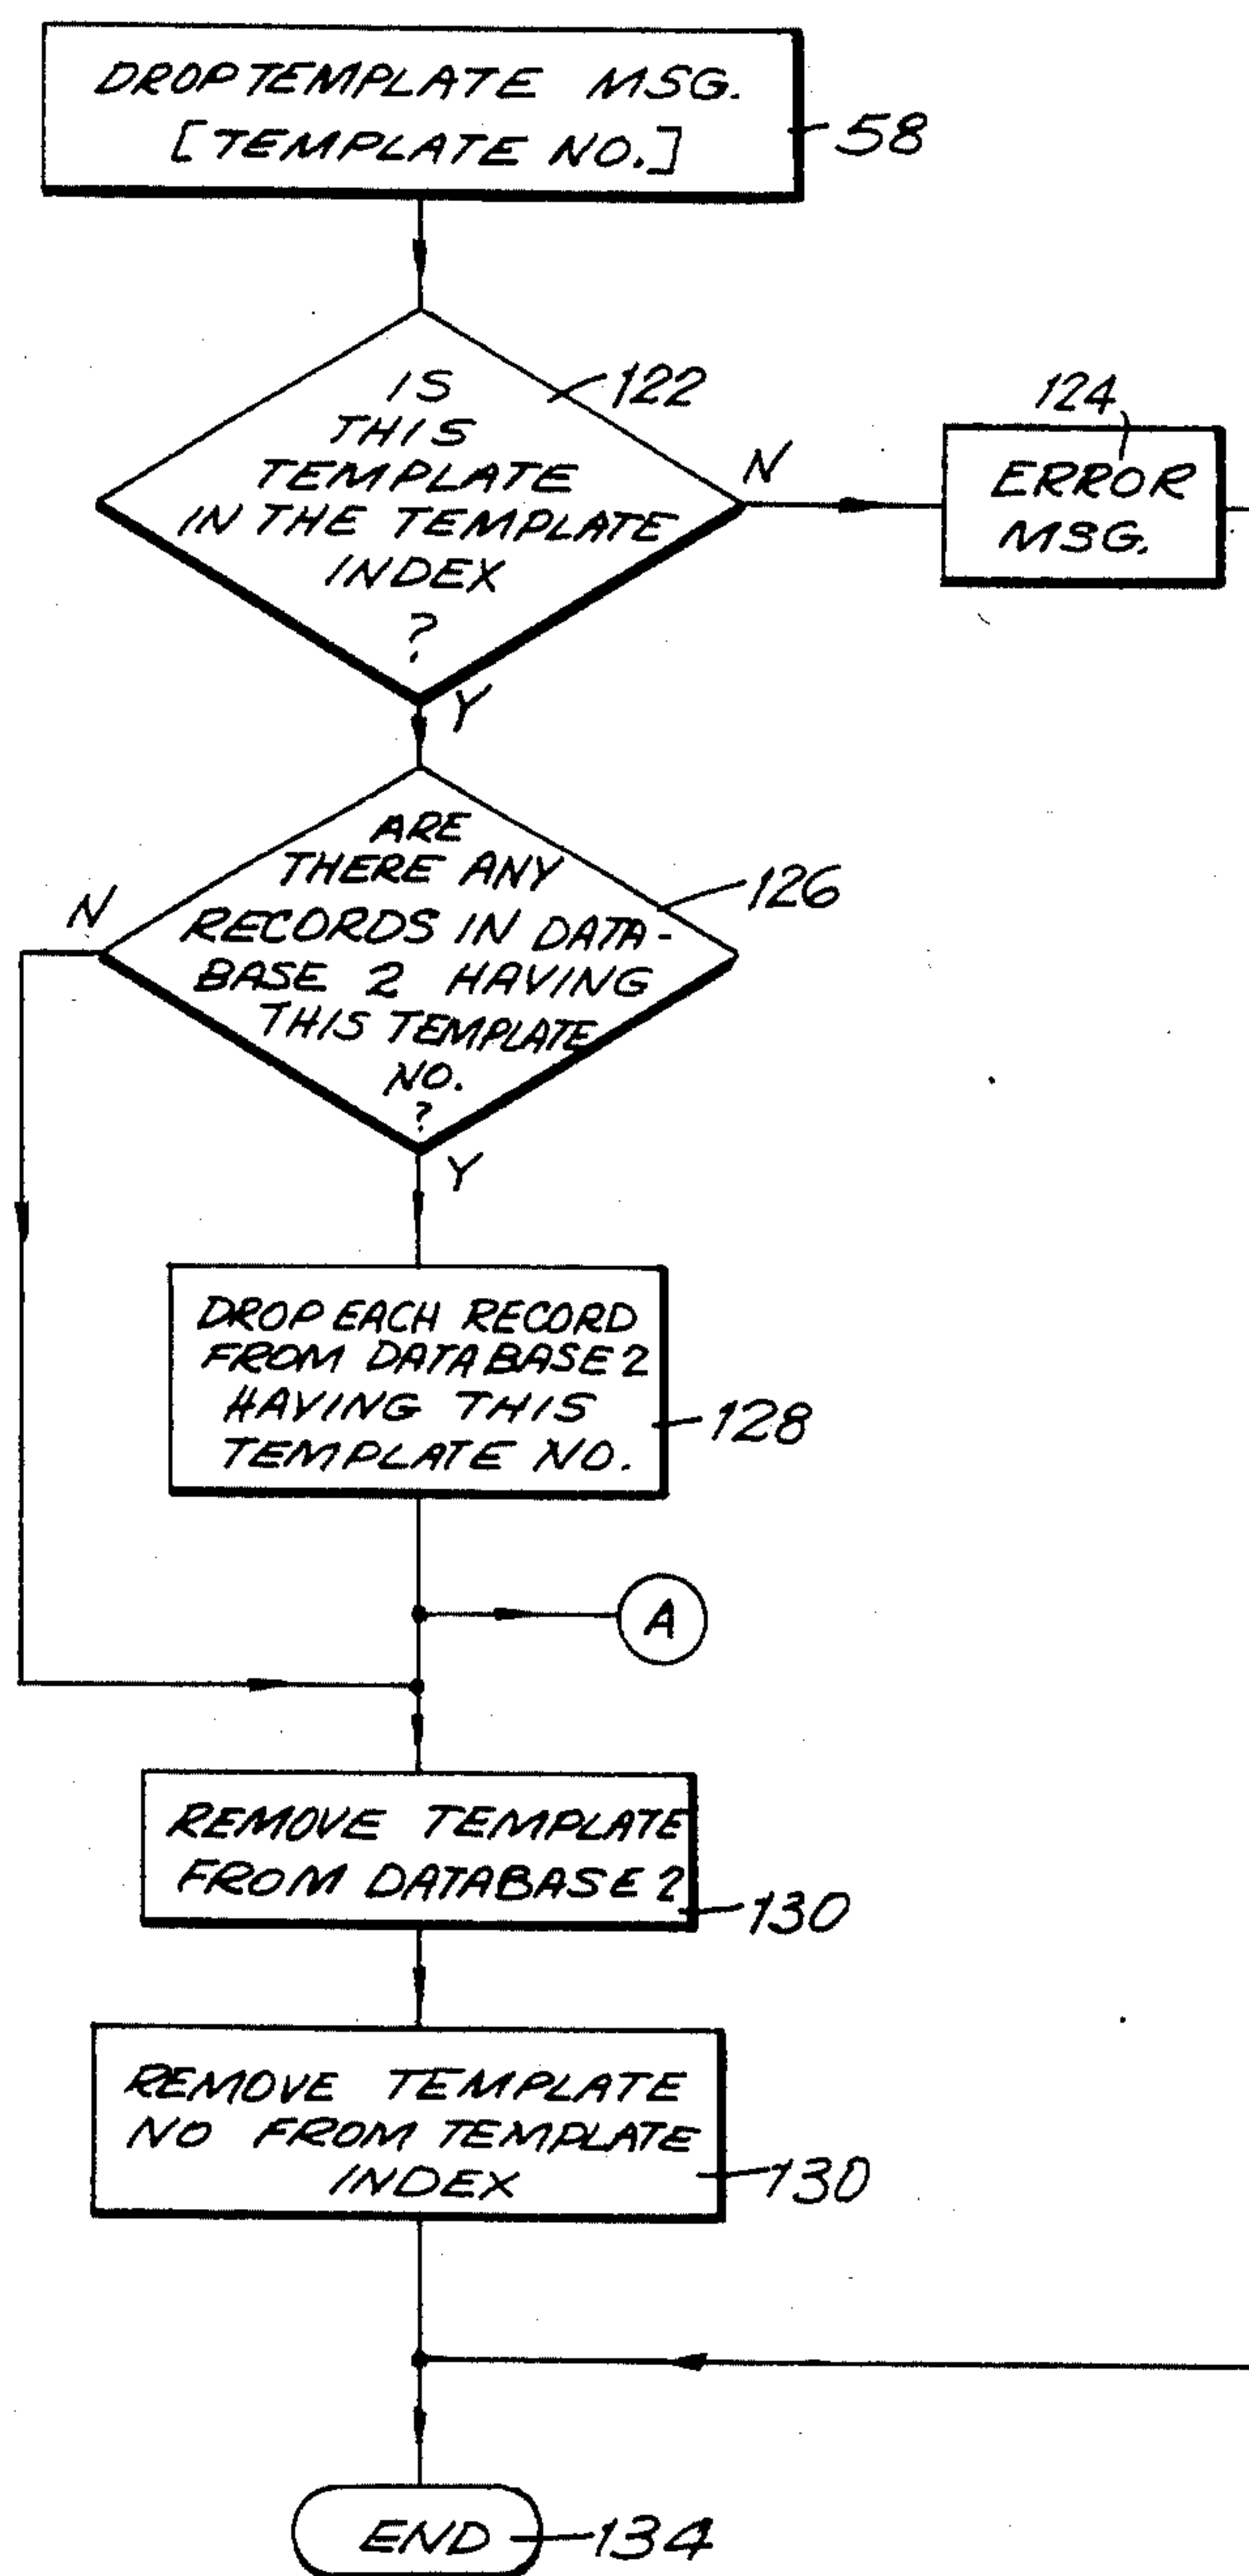 DROP TEMPLATE MSG.
[TEMPLATE NO.]
58
IS
THIS
TEMPLATE
IN THE TEMPLATE
INDEX
?
122
N
124
ERROR
MSG.
Y
ARE
THERE ANY
RECORDS IN DATA-
BASE 2 HAVING
THIS TEMPLATE
NO.
?
126
N
Y
DROP EACH RECORD
FROM DATABASE 2
HAVING THIS
TEMPLATE NO.
128
A
REMOVE TEMPLATE
FROM DATABASE 2
130
REMOVE TEMPLATE
NO FROM TEMPLATE
INDEX
130
END
134